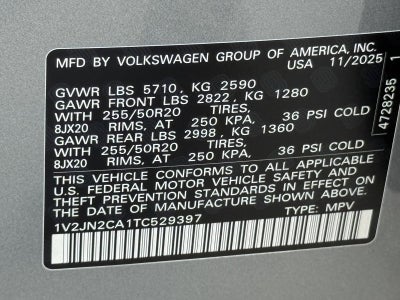 MFD BY VOLKSWAGEN GROUP OF AMERICA, INC.
USA 11/2025
GVWR LBS 5710, KG 2590
GAWR FRONT LBS 2822, KG 1280
WITH 255/50R20 TIRES,
8JX20 RIMS, AT 250 KPA, 36 PSI COLD
GAWR REAR LBS 2998, KG 1360
WITH 255/50R20 TIRES,
8JX20 RIMS, AT 250 KPA, 36 PSI COLD
THIS VEHICLE CONFORMS TO ALL APPLICABLE
U.S. FEDERAL MOTOR VEHICLE SAFETY AND
THEFT PREVENTION STANDARDS IN EFFECT ON
THE DATE OF MANUFACTURE SHOWN ABOVE.
1V2JN2CA1TC529397 TYPE: MPV
4728235 1